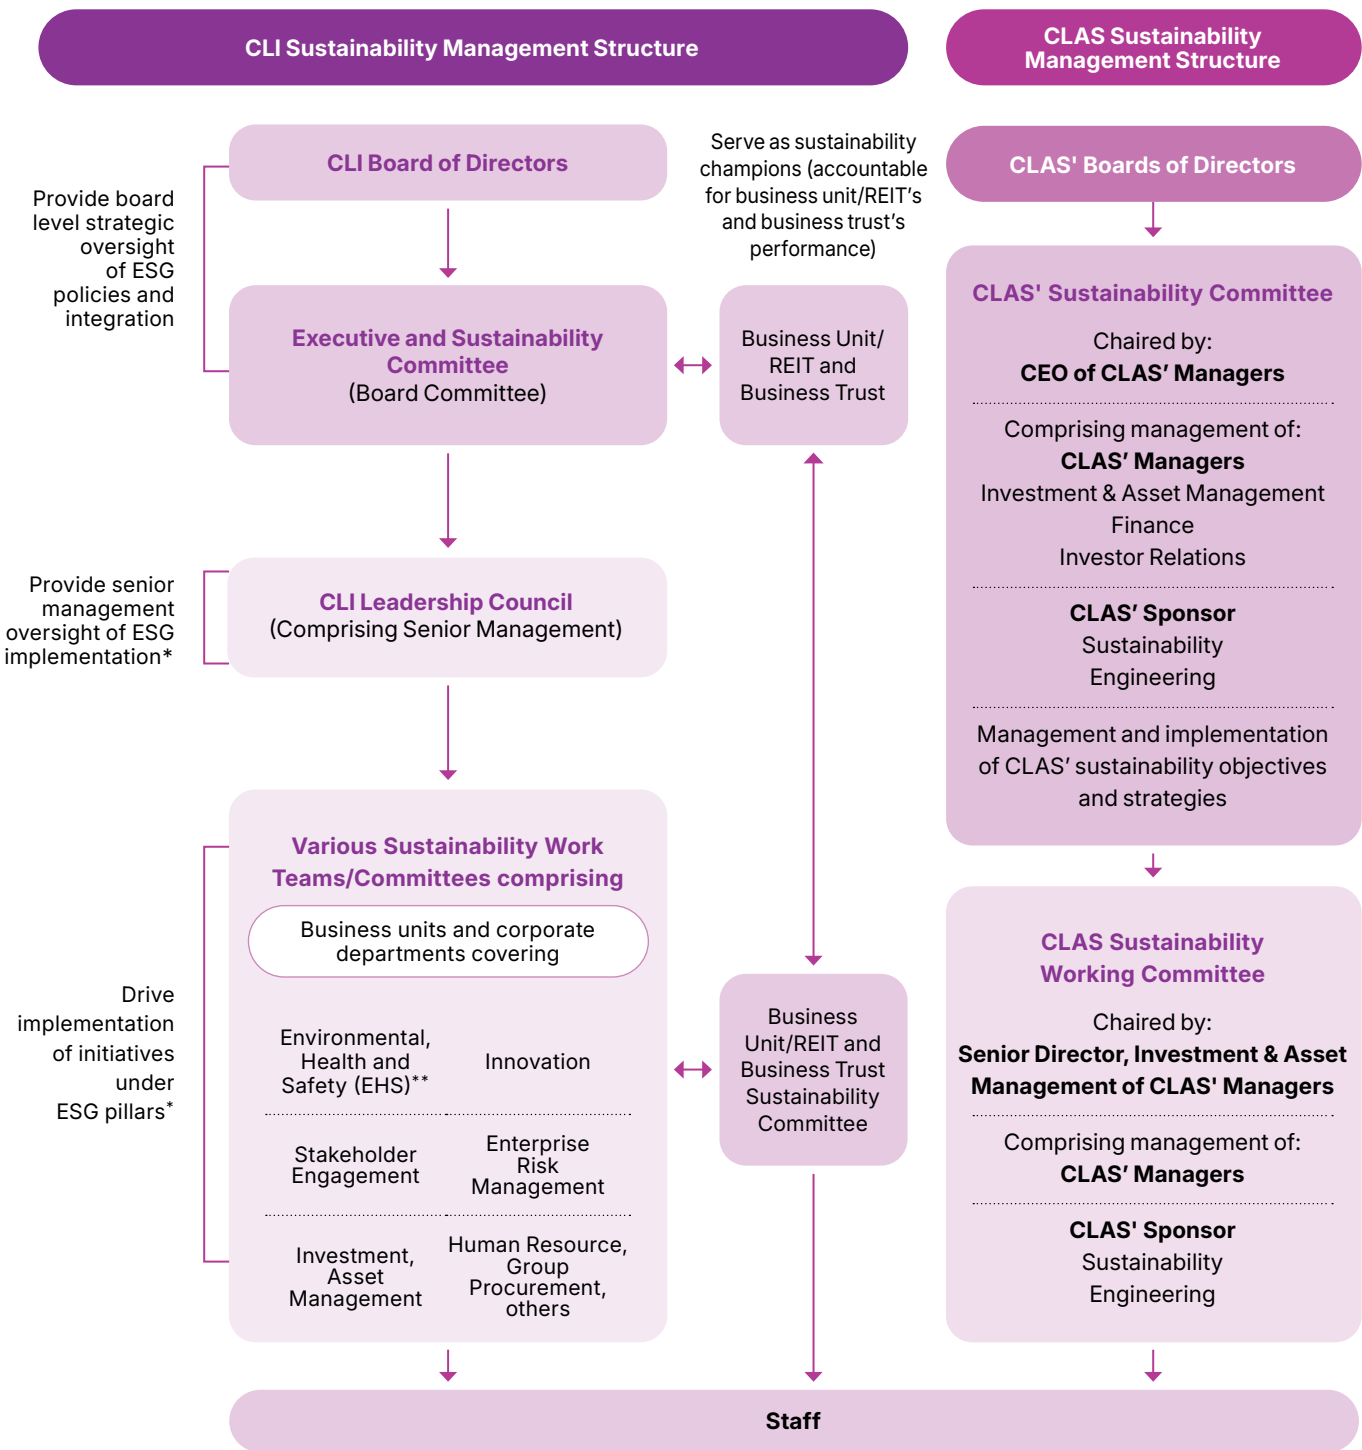 CLI Sustainability Management Structure
CLAS Sustainability
Management Structure
Provide board
level strategic
oversight
of ESG
policies and
integration
CLI Board of Directors
Executive and Sustainability
Committee
(Board Committee)
Serve as sustainability
champions (accountable
for business unit/REIT’s
and business trust’s
performance)
Business Unit/
REIT and
Business Trust
Provide senior
management
oversight of ESG
implementation*
CLI Leadership Council
(Comprising Senior Management)
Drive
implementation
of initiatives
under
ESG pillars*
Various Sustainability Work
Teams/Committees comprising
Business units and corporate
departments covering
Environmental,
Health and
Safety (EHS)**
Innovation
Stakeholder
Engagement
Enterprise
Risk
Management
Investment,
Asset
Management
Human Resource,
Group
Procurement,
others
Business
Unit/REIT and
Business Trust
Sustainability
Committee
CLAS' Boards of Directors
CLAS' Sustainability Committee
Chaired by:
CEO of CLAS’ Managers
Comprising management of:
CLAS’ Managers
Investment & Asset Management
Finance
Investor Relations
CLAS’ Sponsor
Sustainability
Engineering
Management and implementation
of CLAS’ sustainability objectives
and strategies
CLAS Sustainability
Working Committee
Chaired by:
Senior Director, Investment & Asset
Management of CLAS' Managers
Comprising management of:
CLAS’ Managers
CLAS' Sponsor
Sustainability
Engineering
Staff